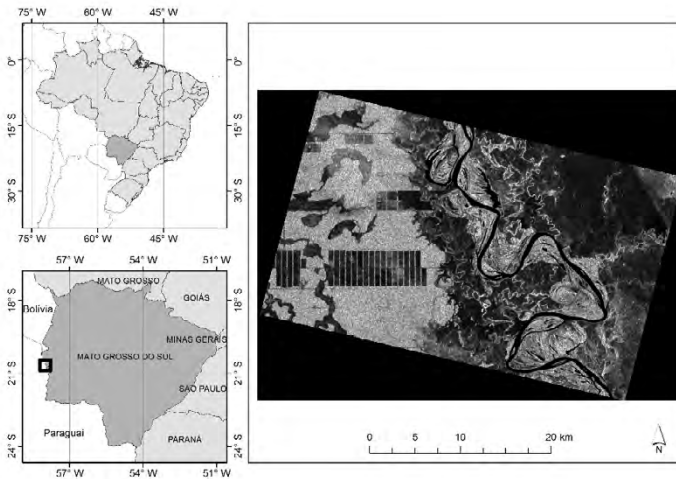 75° W 60° W 45° W
0° 0°
15° S 15° S
30° S 30° S
75° W 60° W 45° W
57° W 54° W 51° W
MATO GROSSO
GOIÁS
18° S 18° S
Bolívia
MINAS GERAIS
MATO GROSSO DO SUL
21° S 21° S
SÃO PAULO
Paraguai
PARANÁ
24° S 24° S
57° W 54° W 51° W
0 5 10 20 km
N